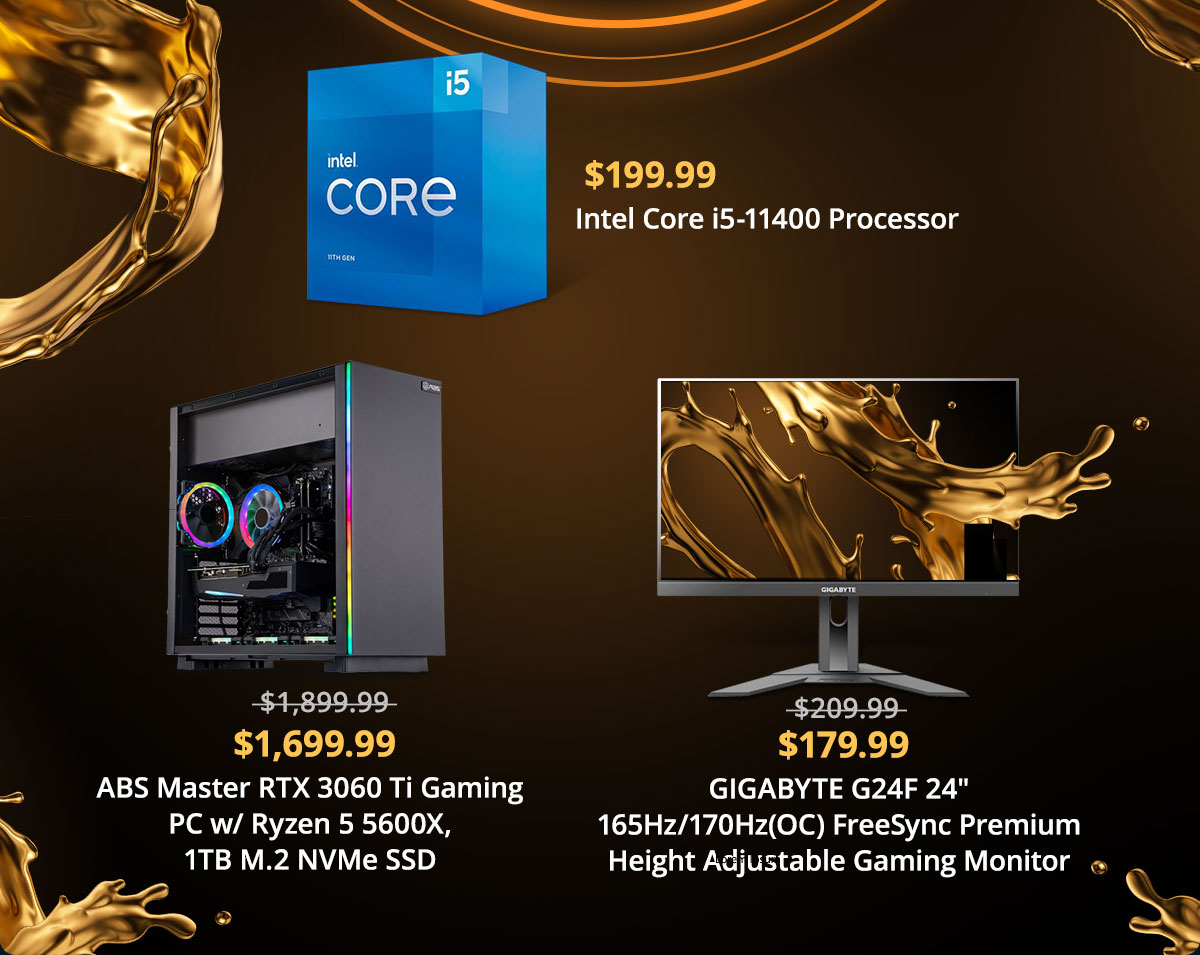 i5
intel.
CORE
11TH GEN
$199.99
Intel Core i5-11400 Processor
ABS
GIGABYTE
$1,899.99
$1,699.99
ABS Master RTX 3060 Ti Gaming
PC w/ Ryzen 5 5600X,
1TB M.2 NVMe SSD
$209.99
$179.99
GIGABYTE G24F 24"
165Hz/170Hz(OC) FreeSync Premium
Height Adjustable Gaming Monitor